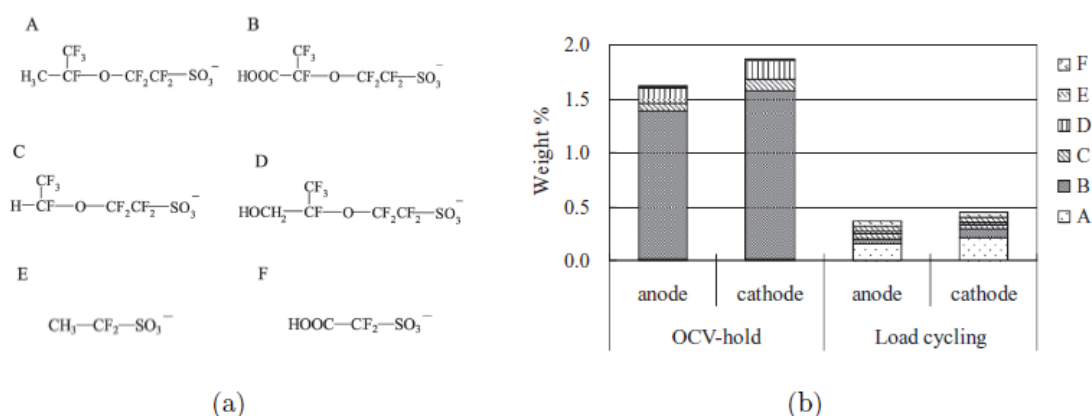 A
CF₃
H₃C—CF—O—CF₂CF₂—SO₃⁻
B
CF₃
HOOC—CF—O—CF₂CF₂—SO₃⁻
C
CF₃
H—CF—O—CF₂CF₂—SO₃⁻
D
CF₃
HOCH₂—CF—O—CF₂CF₂—SO₃⁻
E
CH₃—CF₂—SO₃⁻
F
HOOC—CF₂—SO₃⁻
(a)
Weight %
2.0
1.5
1.0
0.5
0.0
anode
cathode
anode
cathode
OCV-hold
Load cycling
F
E
D
C
B
A
(b)